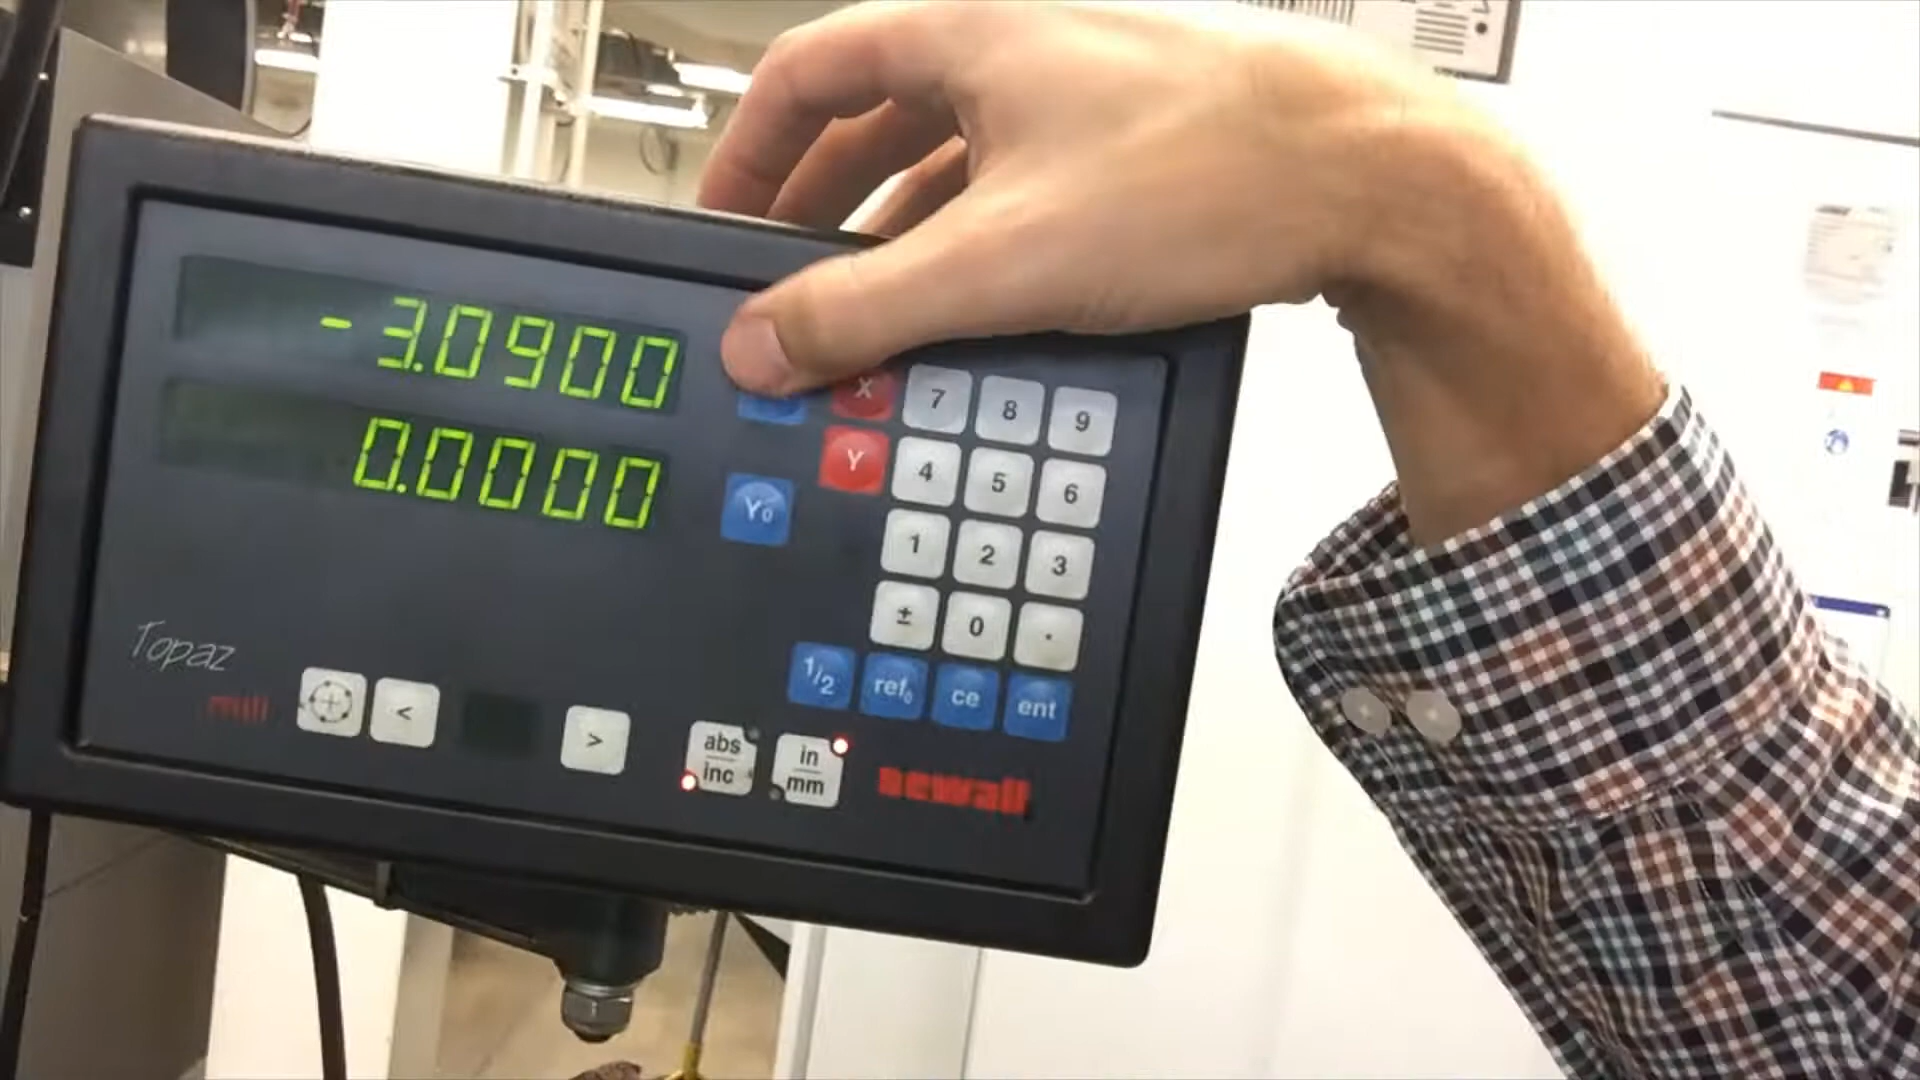 -3.0900
0.0000
X
Y
Y0
7 8 9
4 5 6
1 2 3
± 0 .
1/2 ref0 ce ent
Topaz
mill
< >
abs
inc
in
mm
newall